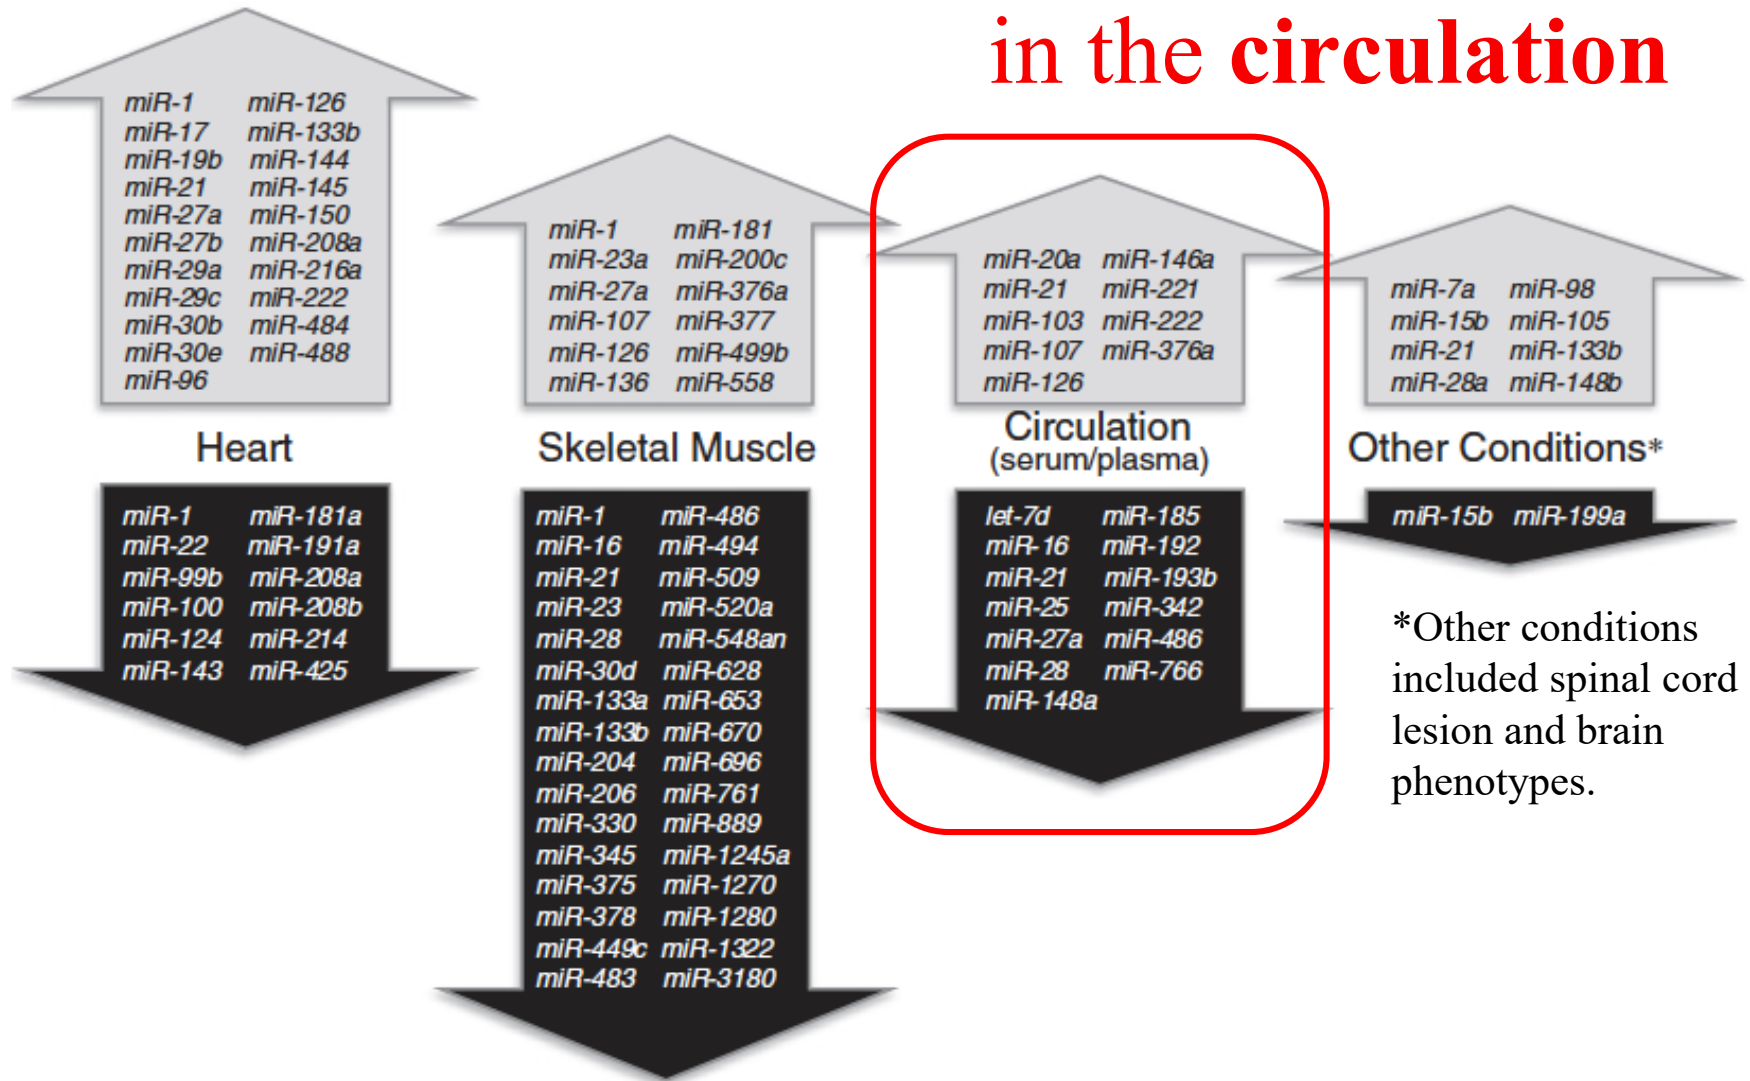 in the circulation
miR-1 miR-126
miR-17 miR-133b
miR-19b miR-144
miR-21 miR-145
miR-27a miR-150
miR-27b miR-208a
miR-29a miR-216a
miR-29c miR-222
miR-30b miR-484
miR-30e miR-488
miR-96
Heart
miR-1 miR-181a
miR-22 miR-191a
miR-99b miR-208a
miR-100 miR-208b
miR-124 miR-214
miR-143 miR-425
miR-1 miR-181
miR-23a miR-200c
miR-27a miR-376a
miR-107 miR-377
miR-126 miR-499b
miR-136 miR-558
Skeletal Muscle
miR-1 miR-486
miR-16 miR-494
miR-21 miR-509
miR-23 miR-520a
miR-28 miR-548an
miR-30d miR-628
miR-133a miR-653
miR-133b miR-670
miR-204 miR-696
miR-206 miR-761
miR-330 miR-889
miR-345 miR-1245a
miR-375 miR-1270
miR-378 miR-1280
miR-449c miR-1322
miR-483 miR-3180
miR-20a miR-146a
miR-21 miR-221
miR-103 miR-222
miR-107 miR-376a
miR-126
Circulation
(serum/plasma)
let-7d miR-185
miR-16 miR-192
miR-21 miR-193b
miR-25 miR-342
miR-27a miR-486
miR-28 miR-766
miR-148a
miR-7a miR-98
miR-15b miR-105
miR-21 miR-133b
miR-28a miR-148b
Other Conditions*
miR-15b miR-199a
*Other conditions
included spinal cord
lesion and brain
phenotypes.